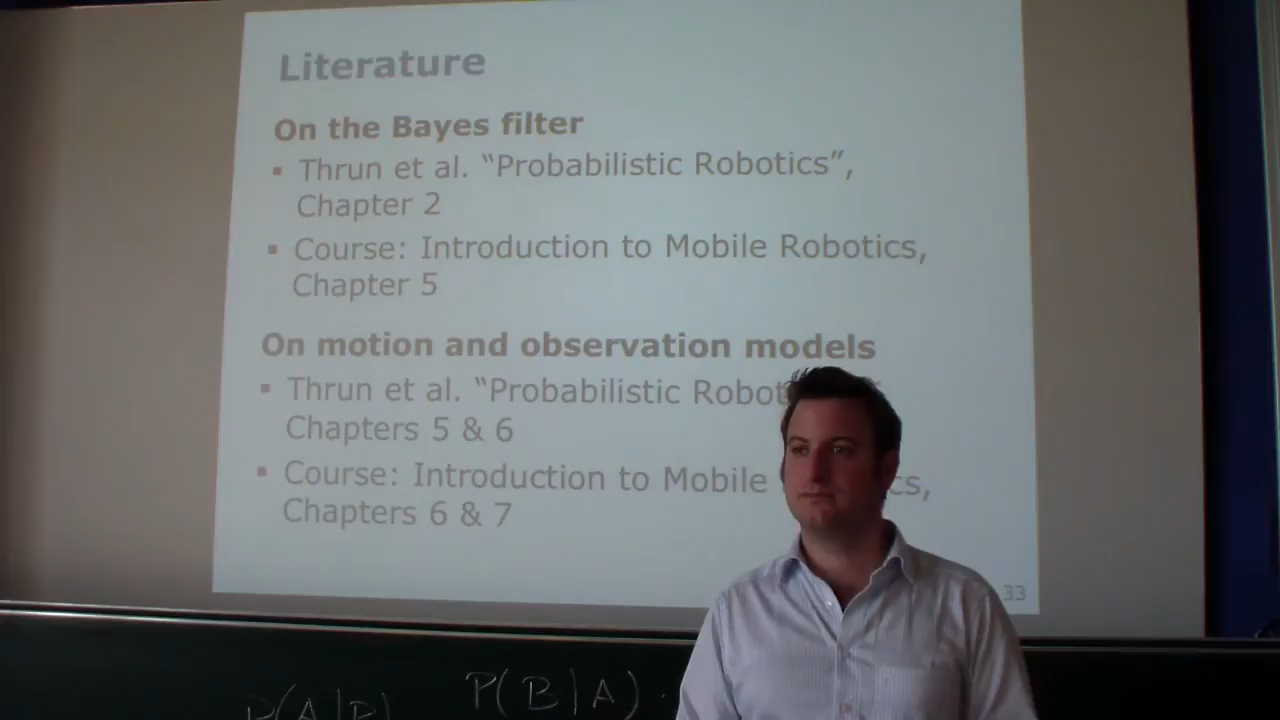 Literature
On the Bayes filter
▪ Thrun et al. “Probabilistic Robotics”,
Chapter 2
▪ Course: Introduction to Mobile Robotics,
Chapter 5
On motion and observation models
▪ Thrun et al. “Probabilistic
Chapters 5 & 6
▪ Course: Introduction to Mobile
Chapters 6 & 7
33
P(B|A) ·